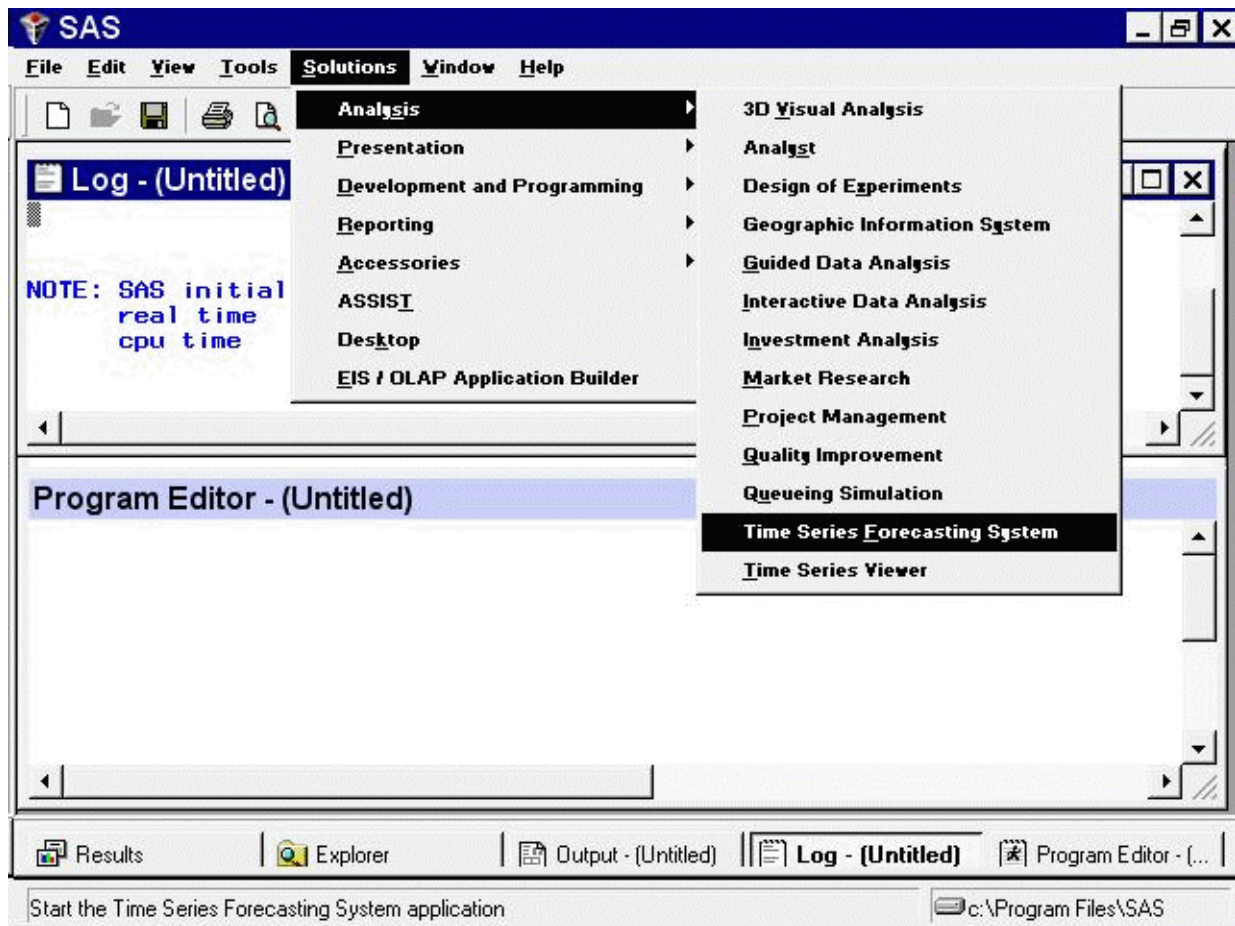 SAS
File Edit View Tools Solutions Window Help
Analysis
Presentation
Development and Programming
Reporting
Accessories
ASSIST
Desktop
EIS / OLAP Application Builder
3D Visual Analysis
Analyst
Design of Experiments
Geographic Information System
Guided Data Analysis
Interactive Data Analysis
Investment Analysis
Market Research
Project Management
Quality Improvement
Queueing Simulation
Time Series Forecasting System
Time Series Viewer
Log - (Untitled)
NOTE: SAS initial
real time
cpu time
Program Editor - (Untitled)
Results Explorer Output - (Untitled) Log - (Untitled) Program Editor - (...
Start the Time Series Forecasting System application c:\Program Files\SAS